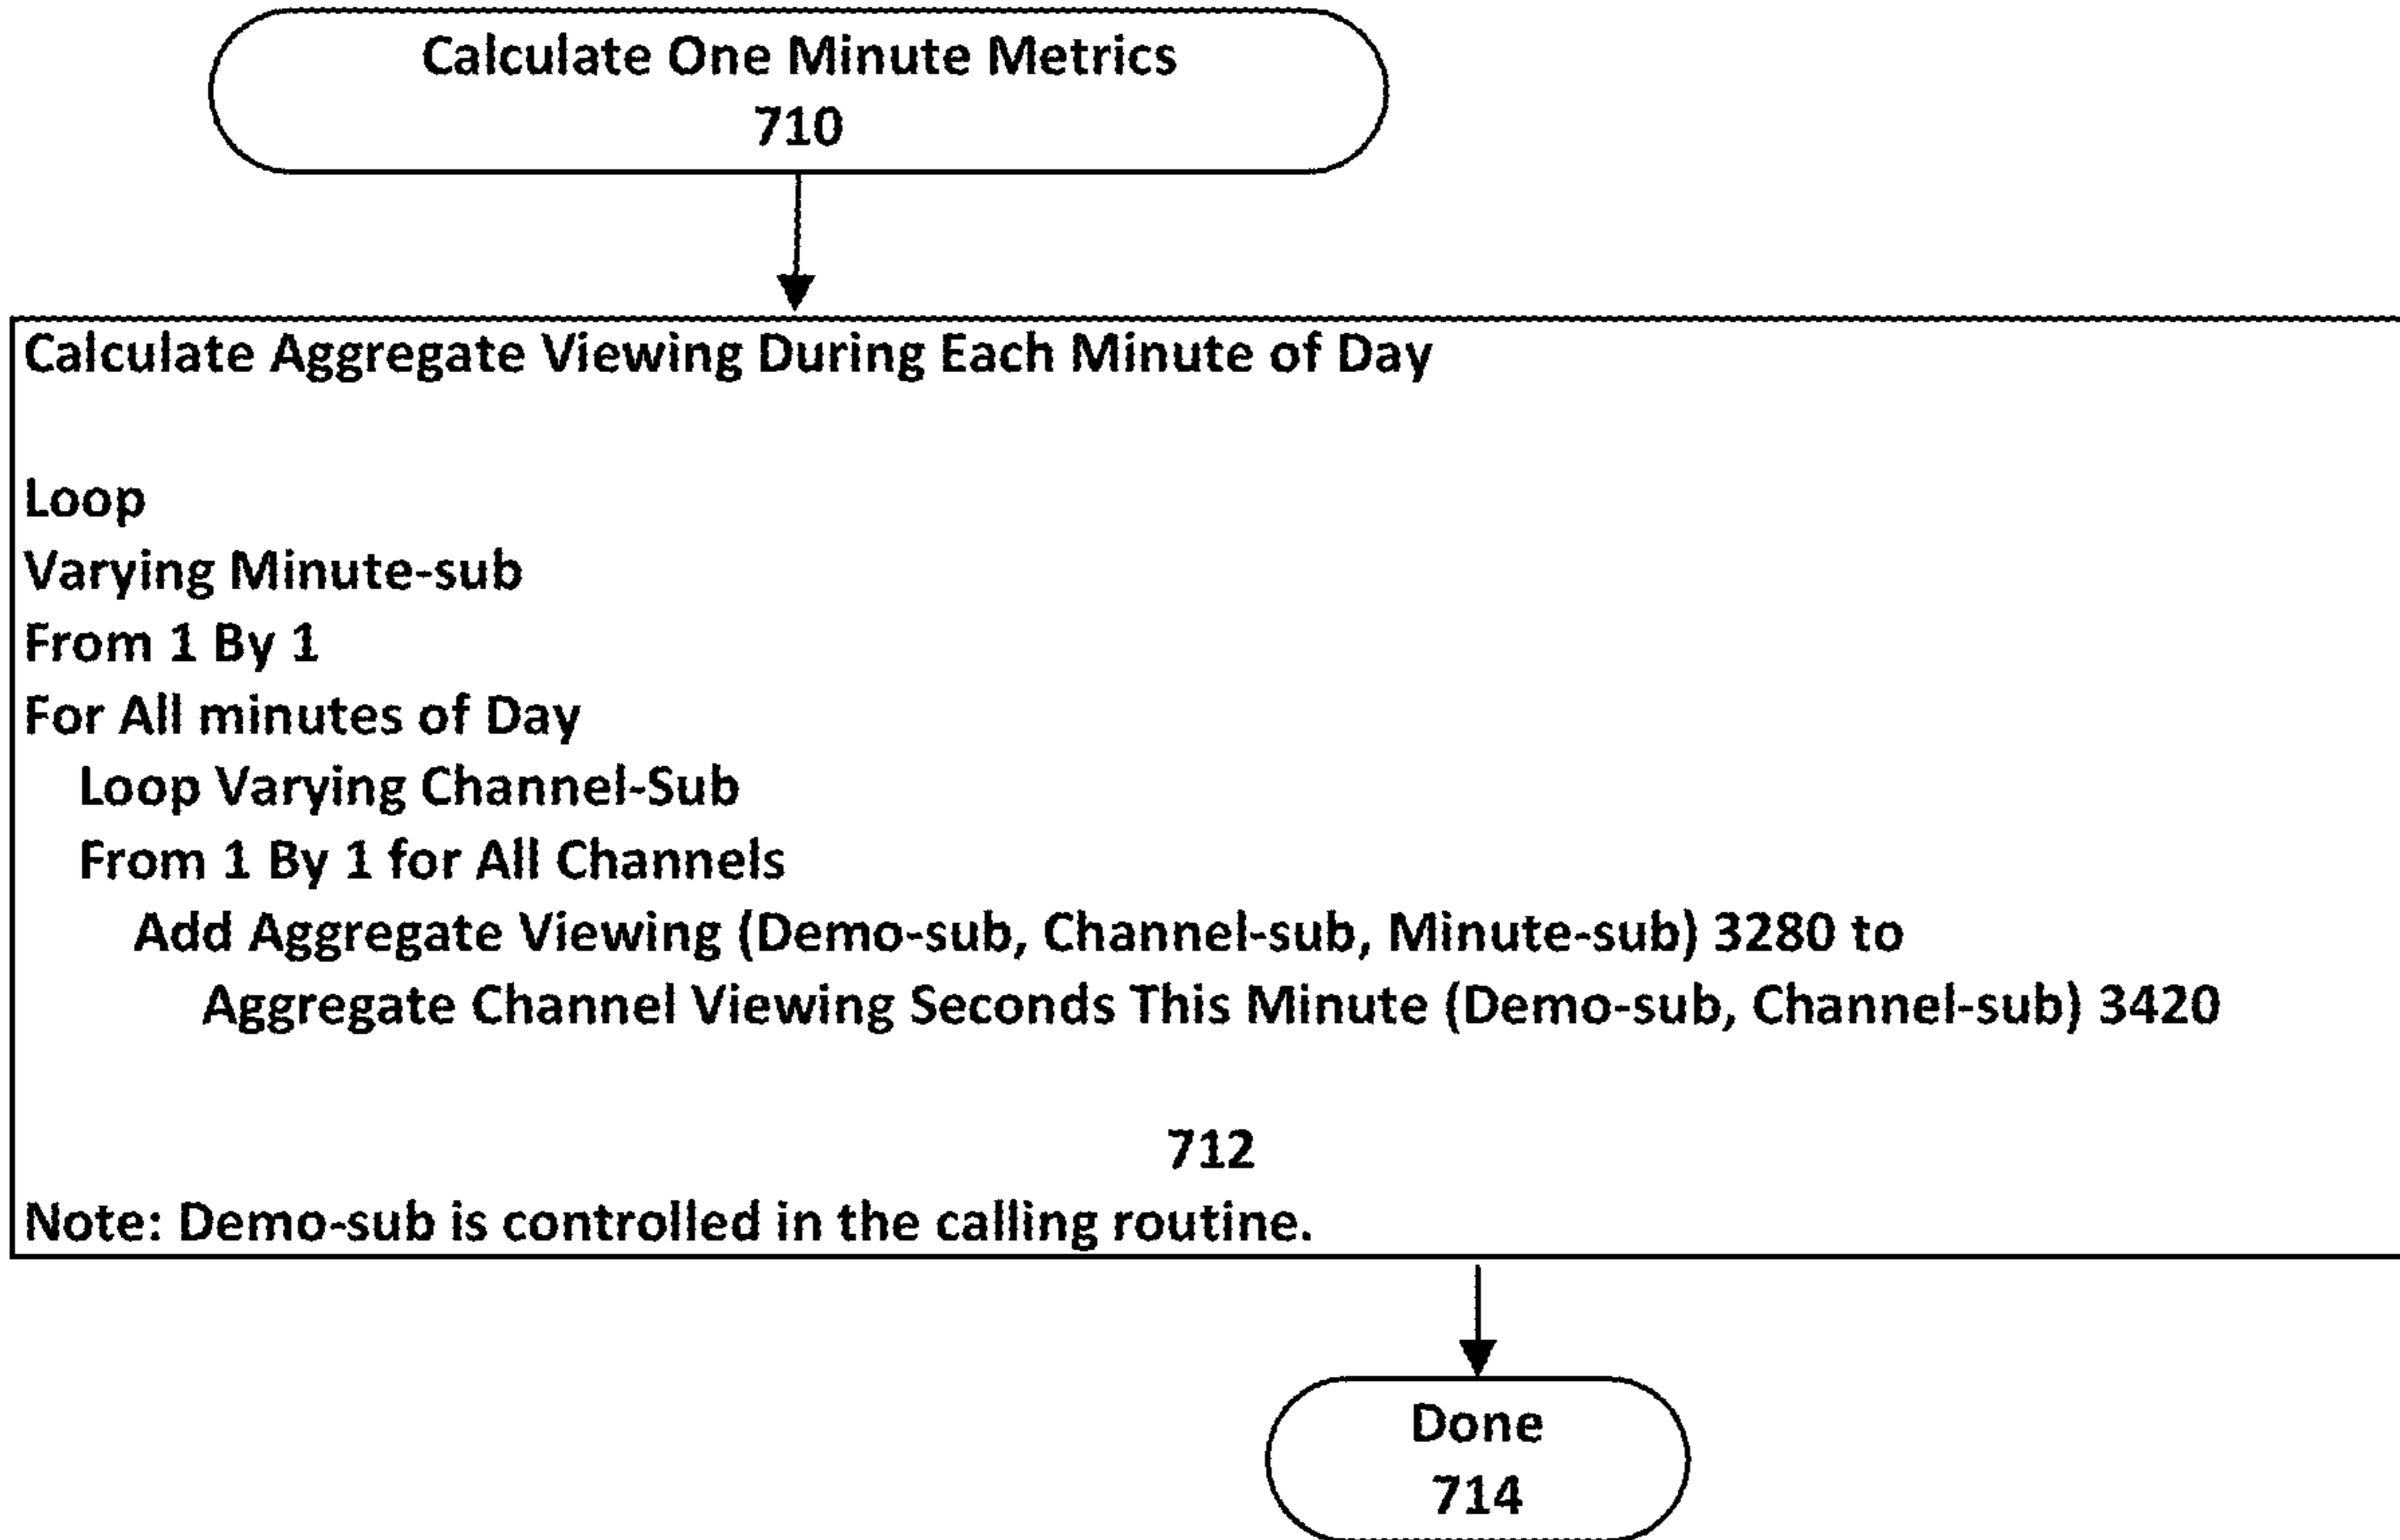 Calculate One Minute Metrics
710
Calculate Aggregate Viewing During Each Minute of Day
Loop
Varying Minute-sub
From 1 By 1
For All minutes of Day
Loop Varying Channel-Sub
From 1 By 1 for All Channels
Add Aggregate Viewing (Demo-sub, Channel-sub, Minute-sub) 3280 to
Aggregate Channel Viewing Seconds This Minute (Demo-sub, Channel-sub) 3420
712
Note: Demo-sub is controlled in the calling routine.
Done
714